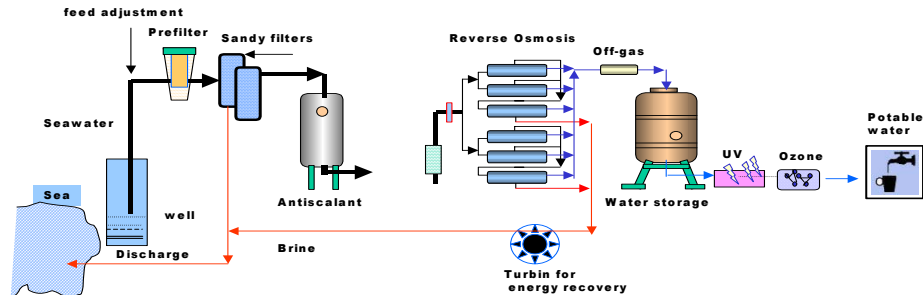 feed adjustment
Prefilter
Sandy filters
Reverse Osmosis
Off-gas
Seawater
Potable
water
UV
Ozone
Sea
well
Antiscalant
Water storage
Discharge
Brine
Turbin for
energy recovery